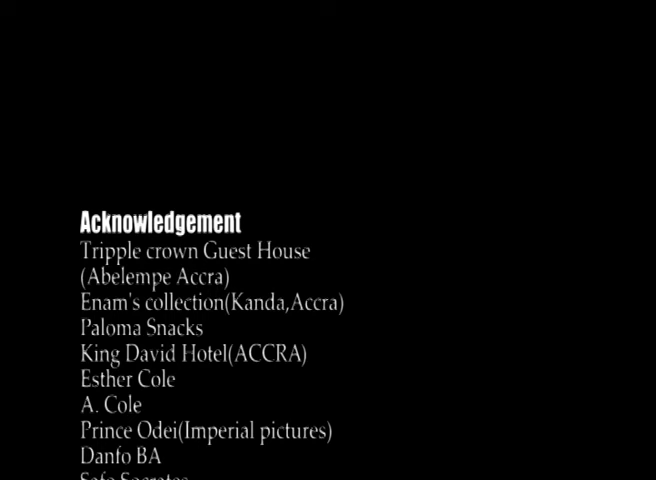 Acknowledgement
Tripple crown Guest House
(Abelempe Accra)
Enam's collection(Kanda,Accra)
Paloma Snacks
King David Hotel(ACCRA)
Esther Cole
A. Cole
Prince Odei(Imperial pictures)
Danfo BA